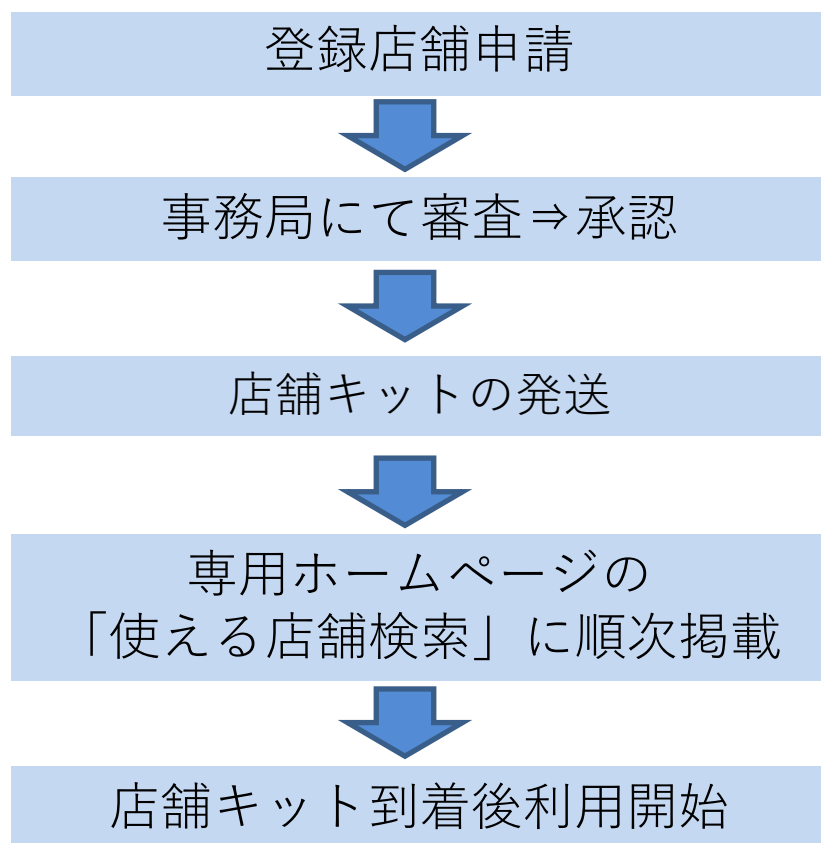 登録店舗申請
事務局にて審査⇒承認
店舗キットの発送
専用ホームページの
「使える店舗検索」に順次掲載
店舗キット到着後利用開始